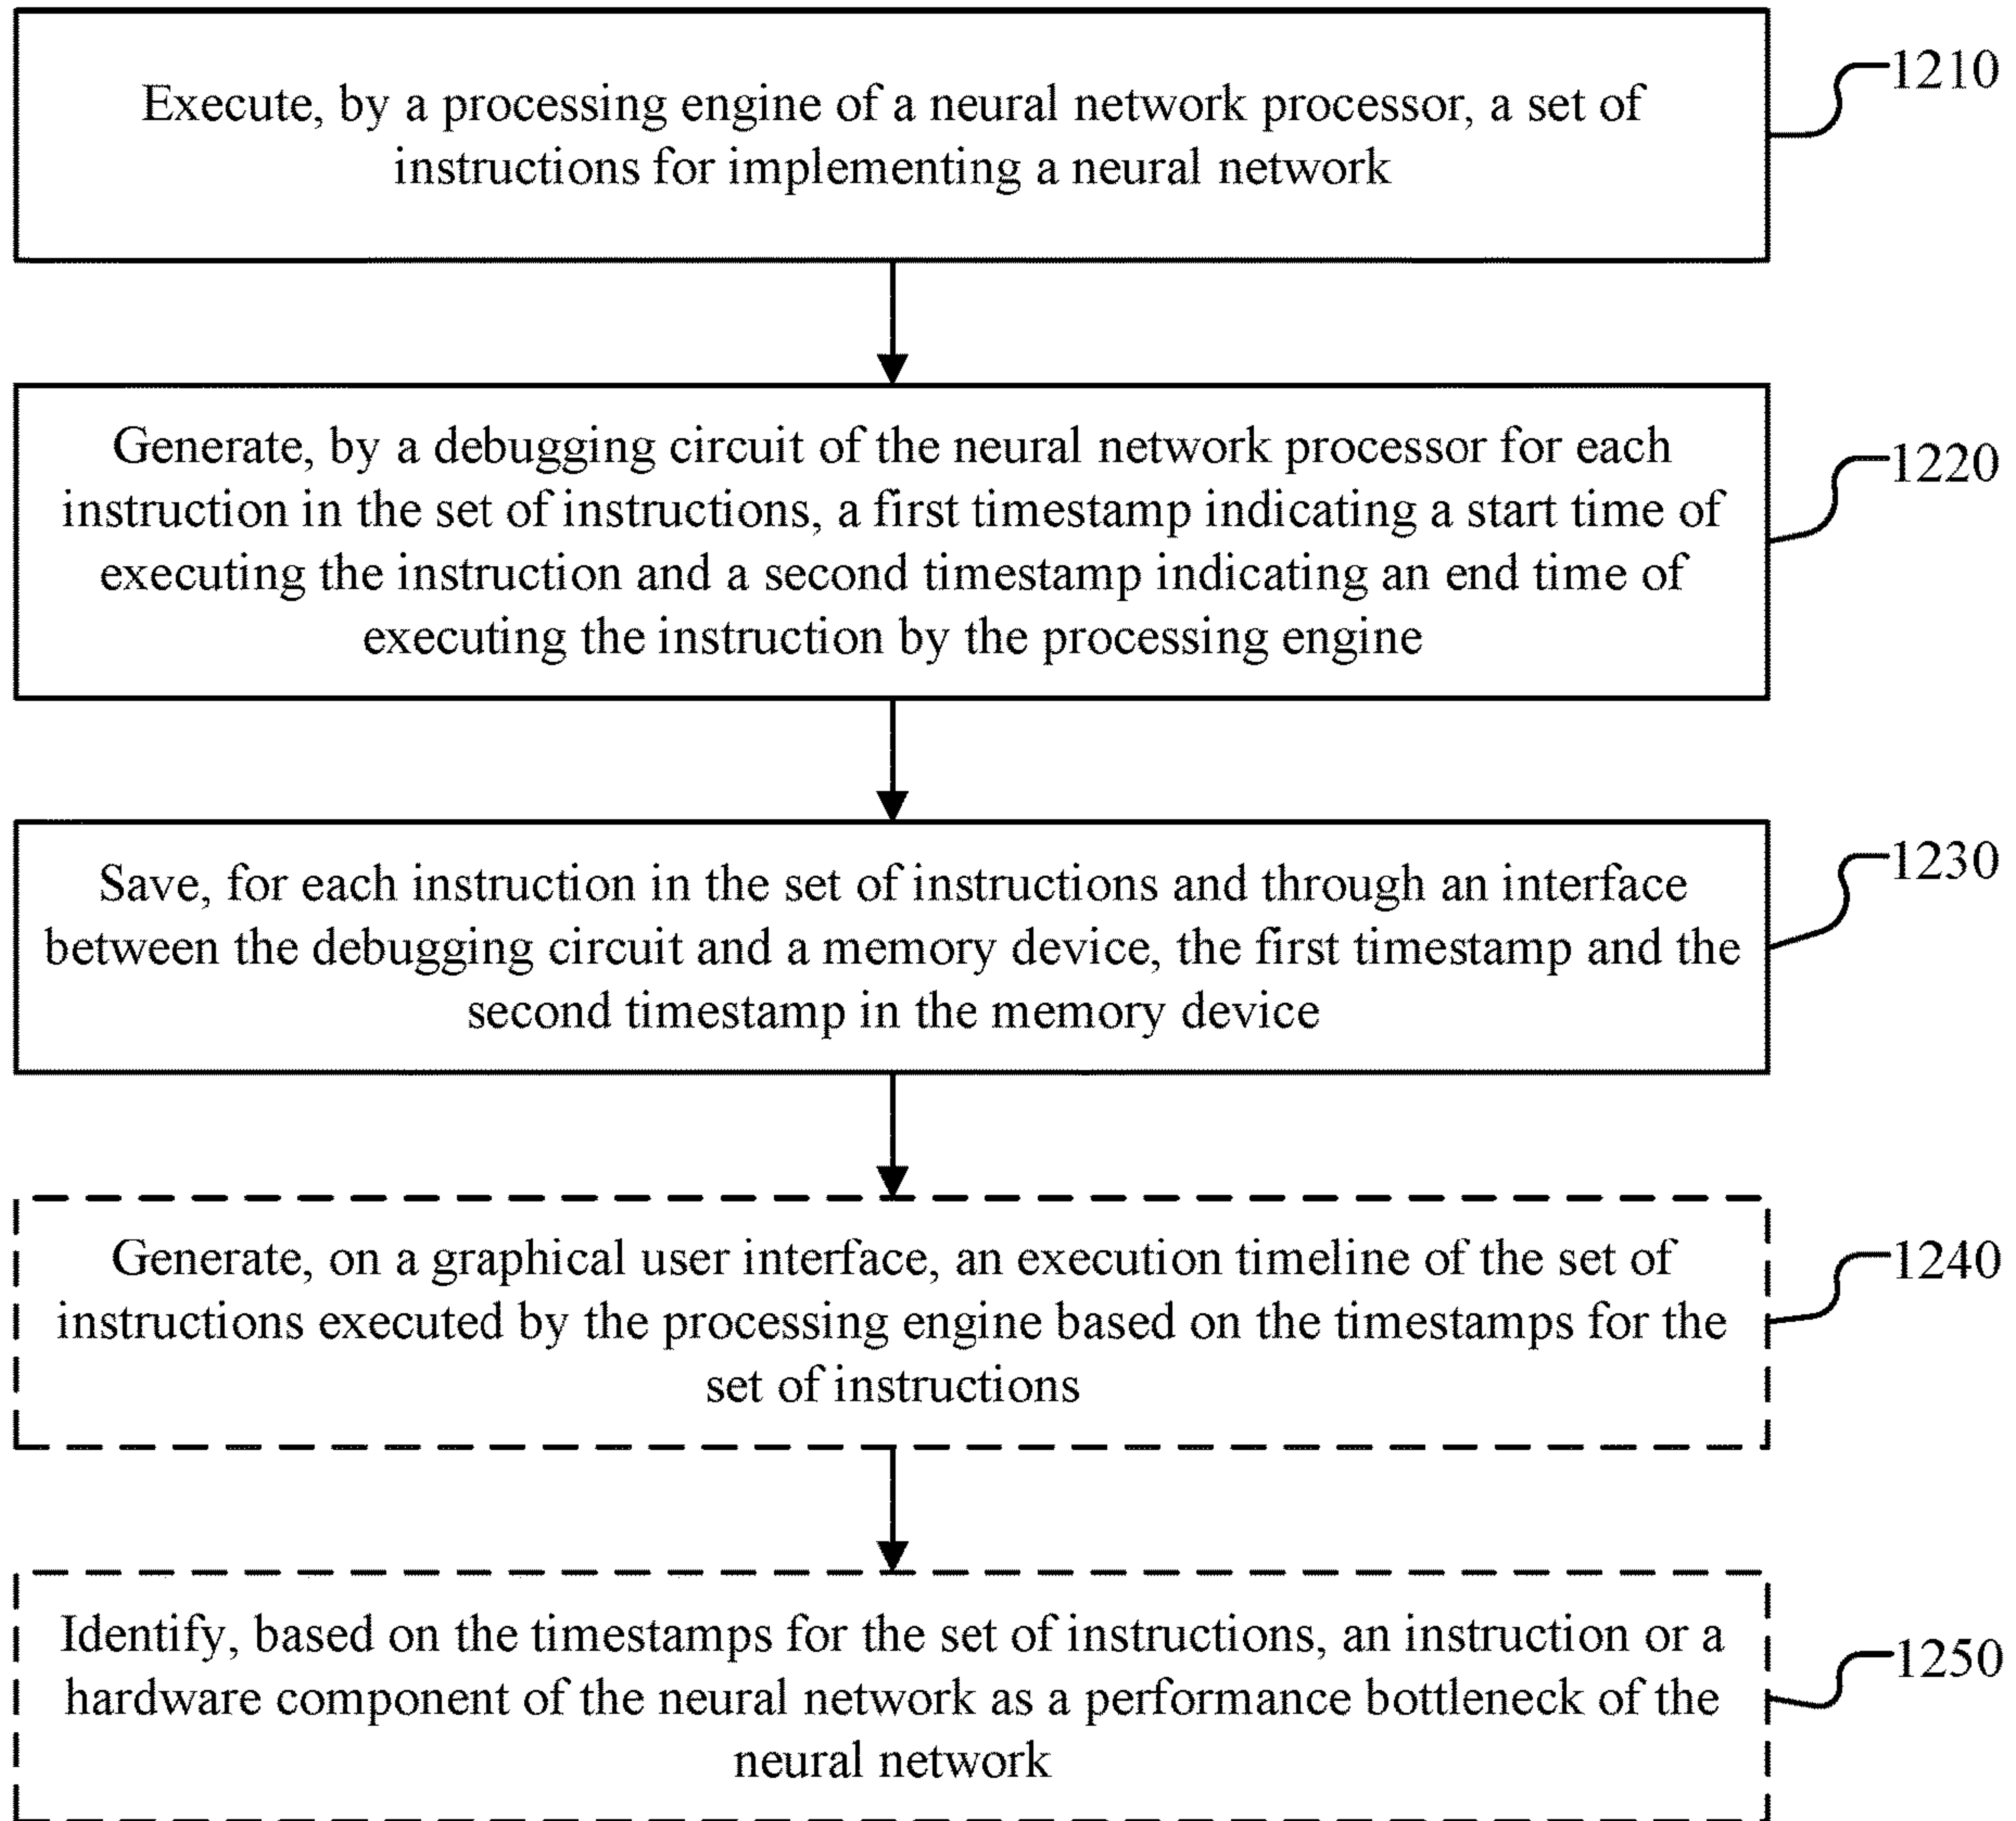 Execute, by a processing engine of a neural network processor, a set of
instructions for implementing a neural network
1210
Generate, by a debugging circuit of the neural network processor for each
instruction in the set of instructions, a first timestamp indicating a start time of
executing the instruction and a second timestamp indicating an end time of
executing the instruction by the processing engine
1220
Save, for each instruction in the set of instructions and through an interface
between the debugging circuit and a memory device, the first timestamp and the
second timestamp in the memory device
1230
Generate, on a graphical user interface, an execution timeline of the set of
instructions executed by the processing engine based on the timestamps for the
set of instructions
1240
Identify, based on the timestamps for the set of instructions, an instruction or a
hardware component of the neural network as a performance bottleneck of the
neural network
1250